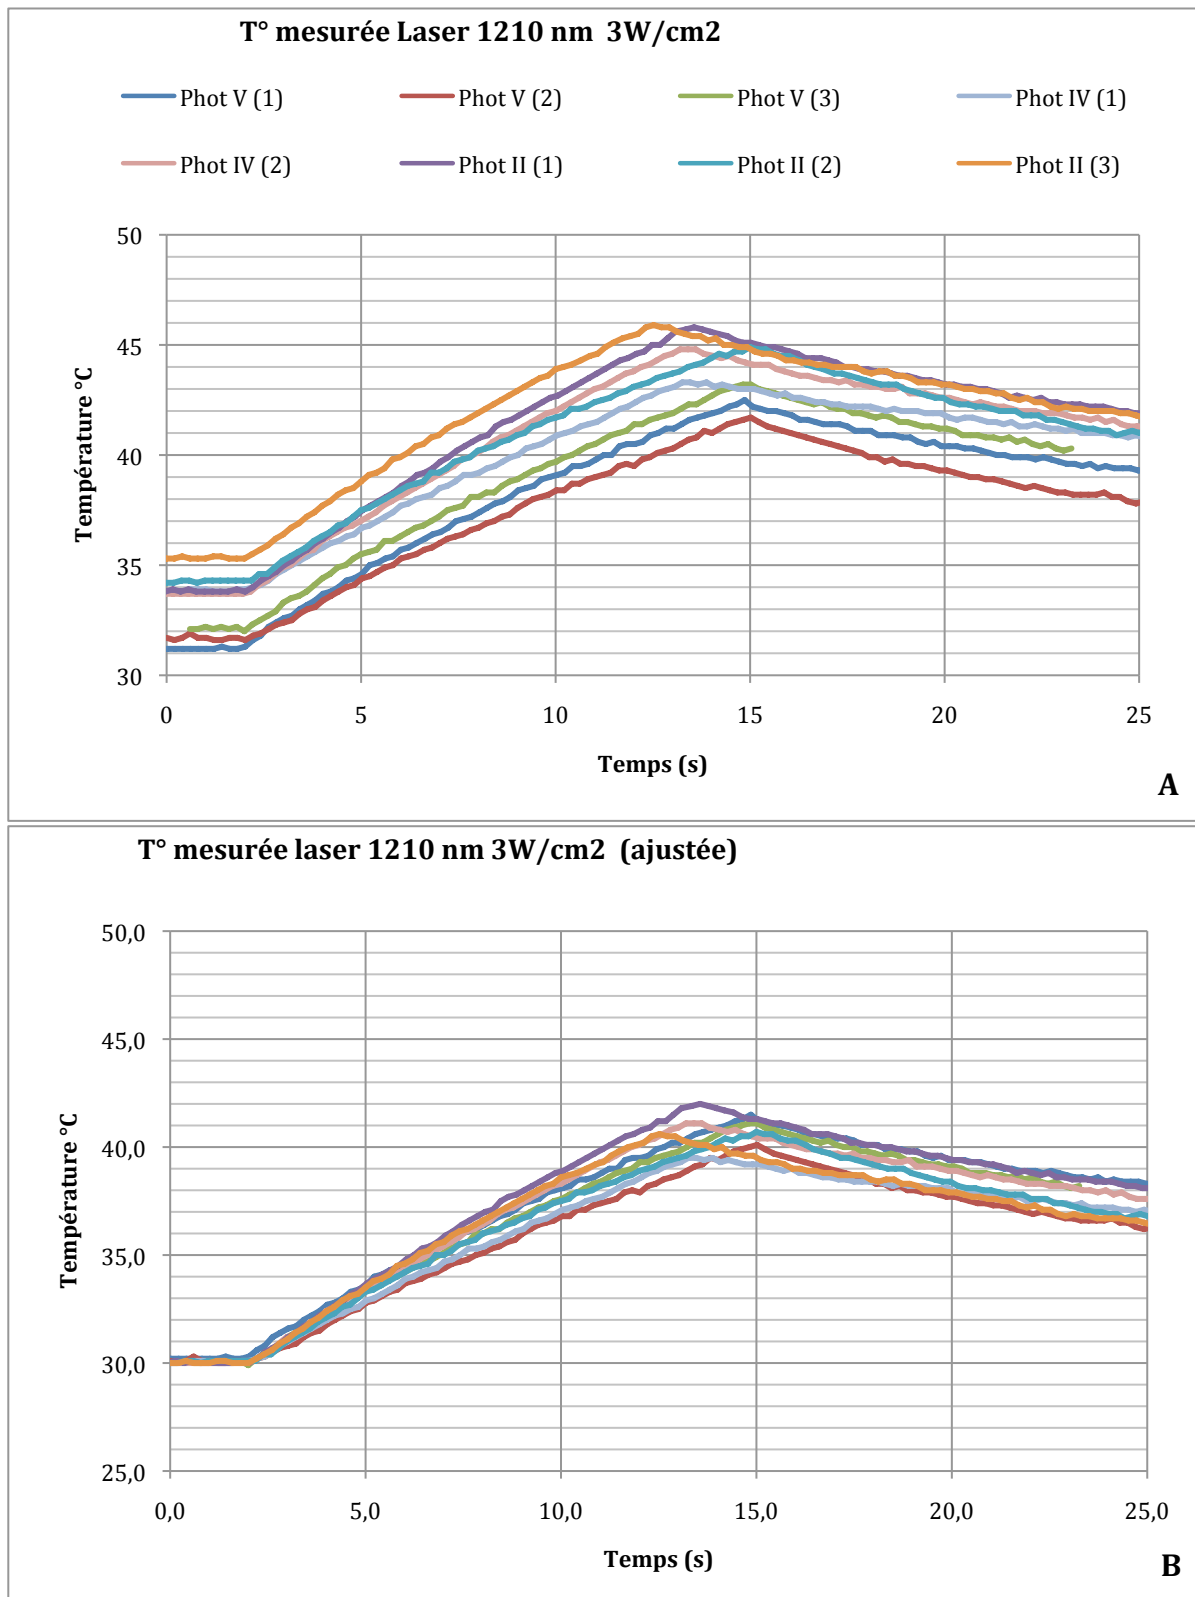 T° mesurée Laser 1210 nm 3W/cm2
Phot V (1) Phot V (2) Phot V (3) Phot IV (1)
Phot IV (2) Phot II (1) Phot II (2) Phot II (3)
50
45
40
35
30
Température °C
0 5 10 15 20 25
Temps (s)
A
T° mesurée laser 1210 nm 3W/cm2 (ajustée)
50,0
45,0
40,0
35,0
30,0
25,0
Température °C
0,0 5,0 10,0 15,0 20,0 25,0
Temps (s)
B